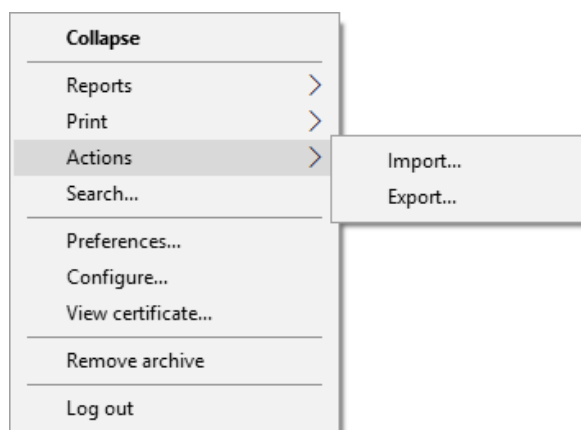 Collapse
Reports
Print
Actions
Search...
Preferences...
Configure...
View certificate...
Remove archive
Log out
Import...
Export...